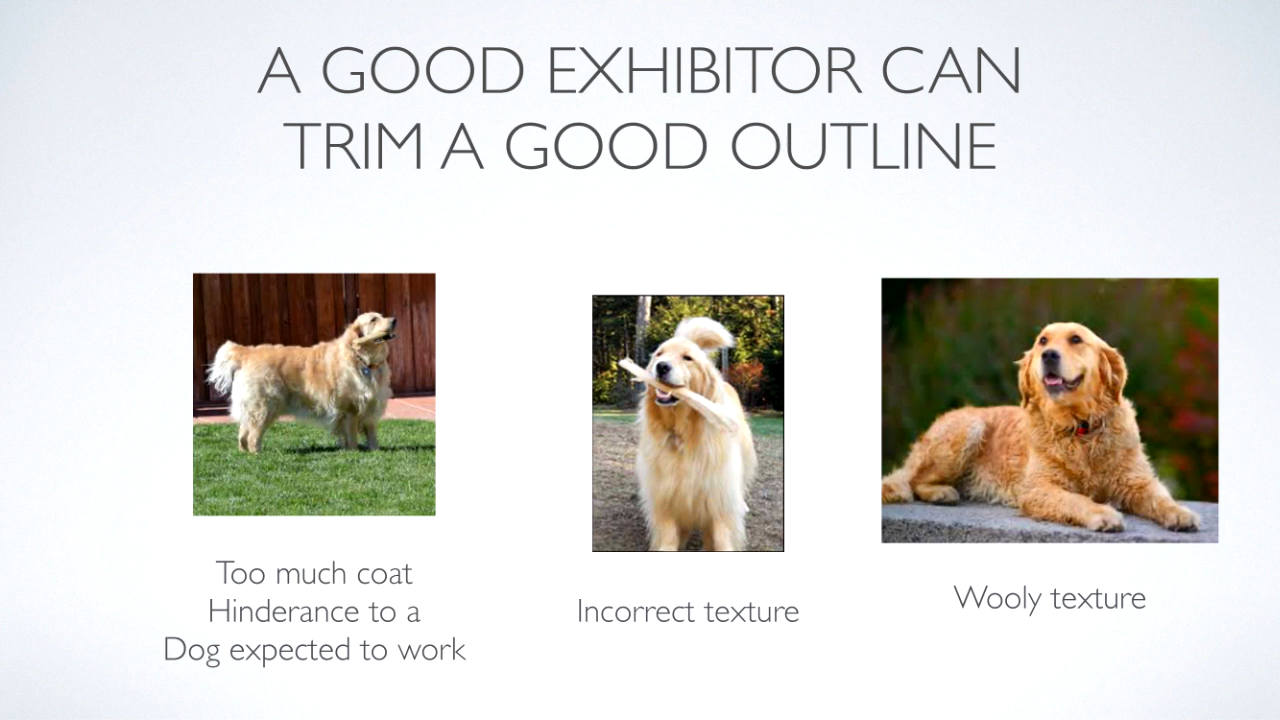 A GOOD EXHIBITOR CAN
TRIM A GOOD OUTLINE
Too much coat
Hinderance to a
Dog expected to work
Incorrect texture
Wooly texture